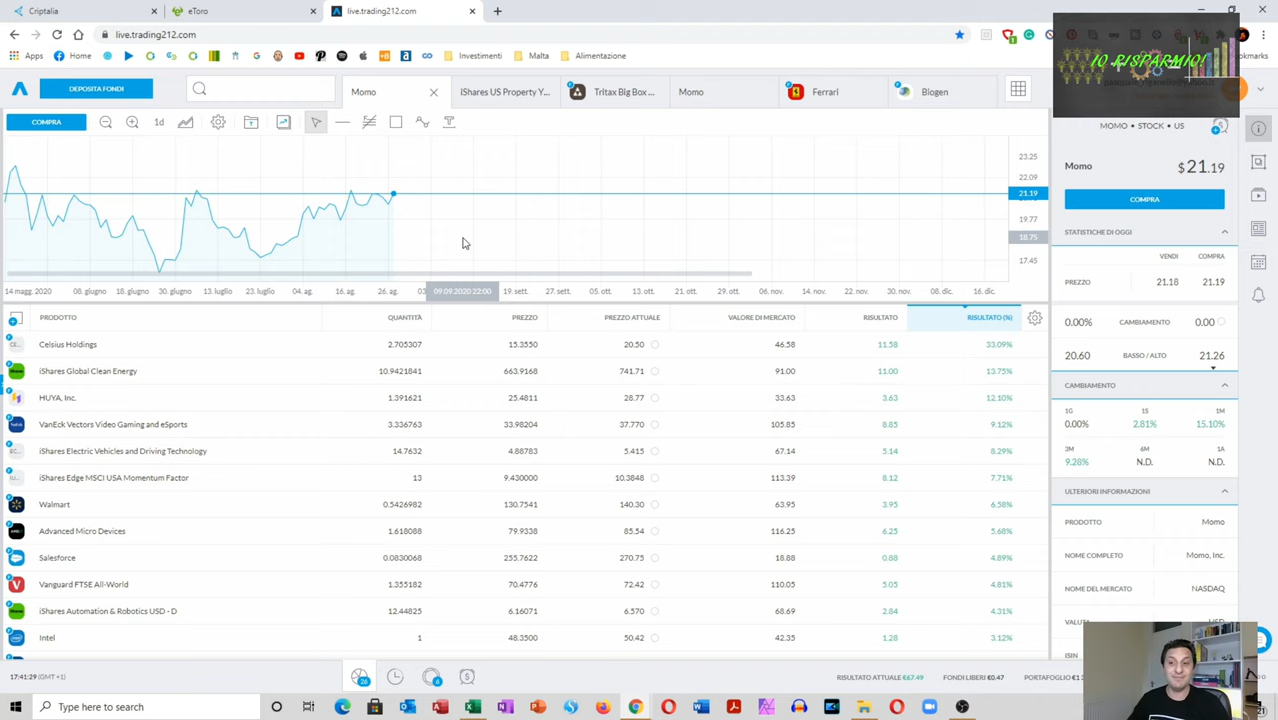 Criptalia
eToro
live.trading212.com
live.trading212.com
Apps
Home
Investimenti
Malta
Alimentazione
IO RISPARMIO!
DEPOSITA FONDI
Momo
iShares US Property Y...
Tritax Big Box ...
Momo
Ferrari
Biogen
COMPRA
1d
MOMO • STOCK • US
Momo
$21.19
COMPRA
23.25
22.09
21.19
19.77
18.75
17.45
14 magg. 2020
08. giugno
18. giugno
30. giugno
13. luglio
23. luglio
04. ag.
16. ag.
26. ag.
09.09.2020 22:00
19. sett.
27. sett.
05. ott.
13. ott.
21. ott.
29. ott.
06. nov.
14. nov.
22. nov.
30. nov.
08. dic.
16. dic.
STATISTICHE DI OGGI
VENDI COMPRA
PREZZO 21.18 21.19
0.00% CAMBIAMENTO 0.00
20.60 BASSO / ALTO 21.26
CAMBIAMENTO
1G 1S 1M
0.00% 2.81% 15.10%
3M 6M 1A
9.28% N.D. N.D.
ULTERIORI INFORMAZIONI
PRODOTTO Momo
NOME COMPLETO Momo, Inc.
NOME DEL MERCATO NASDAQ
ISIN
PRODOTTO QUANTITÀ PREZZO PREZZO ATTUALE VALORE DI MERCATO RISULTATO RISULTATO (%)
Celsius Holdings 2.705307 15.3550 20.50 46.58 11.58 33.09%
iShares Global Clean Energy 10.9421841 663.9168 741.71 91.00 11.00 13.75%
HUYA, Inc. 1.391621 25.4811 28.77 33.63 3.63 12.10%
VanEck Vectors Video Gaming and eSports 3.336763 33.98204 37.770 105.85 8.85 9.12%
iShares Electric Vehicles and Driving Technology 14.7632 4.88783 5.415 67.14 5.14 8.29%
iShares Edge MSCI USA Momentum Factor 13 9.430000 10.3848 113.39 8.12 7.71%
Walmart 0.5426982 130.7541 140.30 63.95 3.95 6.58%
Advanced Micro Devices 1.618088 79.9338 85.54 116.25 6.25 5.68%
Salesforce 0.0830068 255.7622 270.75 18.88 0.88 4.89%
Vanguard FTSE All-World 1.355182 70.4776 72.42 110.05 5.05 4.81%
iShares Automation & Robotics USD - D 12.44825 6.16071 6.570 68.69 2.84 4.31%
Intel 1 48.3500 50.42 42.35 1.28 3.12%
17:41:29 (GMT +1)
26
6
RISULTATO ATTUALE €67.49
FONDI LIBERI €0.47
Type here to search